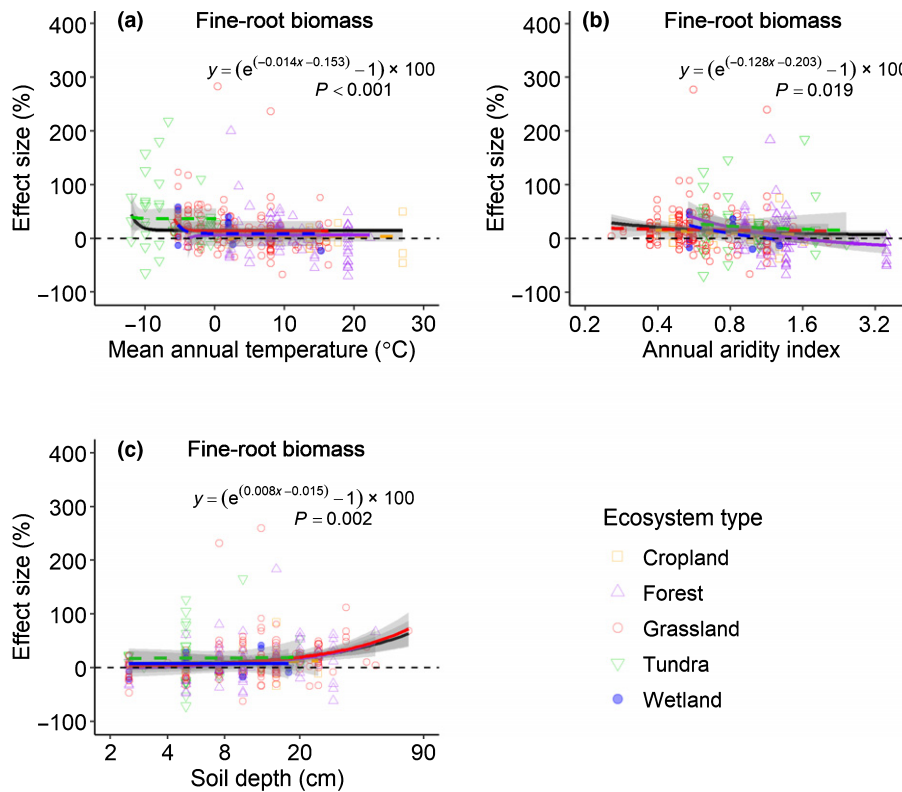 (a) Fine-root biomass
y = (e^(−0.014x−0.153) − 1) × 100
P < 0.001
400
300
200
100
0
−100
Effect size (%)
−10 0 10 20 30
Mean annual temperature (°C)
(b) Fine-root biomass
y = (e^(−0.128x−0.203) − 1) × 100
P = 0.019
400
300
200
100
0
−100
Effect size (%)
0.2 0.4 0.8 1.6 3.2
Annual aridity index
(c) Fine-root biomass
y = (e^(0.008x−0.015) − 1) × 100
P = 0.002
400
300
200
100
0
−100
Effect size (%)
2 4 8 20 90
Soil depth (cm)
Ecosystem type
Cropland
Forest
Grassland
Tundra
Wetland